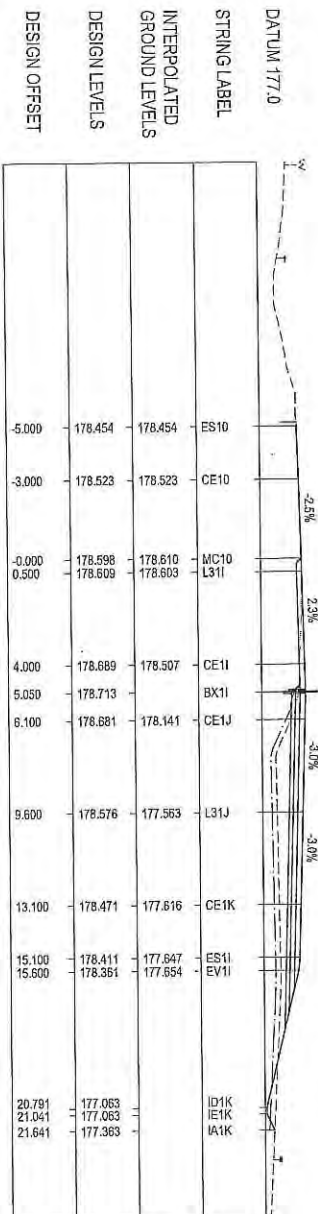 -2.5% 2.3% -3.0% -3.0%
DATUM 177.0
STRING LABEL ES10 CE10 MC10 L31I CE1I BX1I CE1J L31J CE1K ES1I EV1I ID1K IE1K IA1K
INTERPOLATED
GROUND LEVELS 178.454 178.523 178.610 178.603 178.507 178.141 177.563 177.616 177.647 177.654
DESIGN LEVELS 178.454 178.523 178.598 178.609 178.689 178.713 178.681 178.576 178.471 178.411 178.361 177.063 177.063 177.363
DESIGN OFFSET -5.000 -3.000 -0.000 0.500 4.000 5.050 6.100 9.600 13.100 15.100 15.600 20.791 21.041 21.641